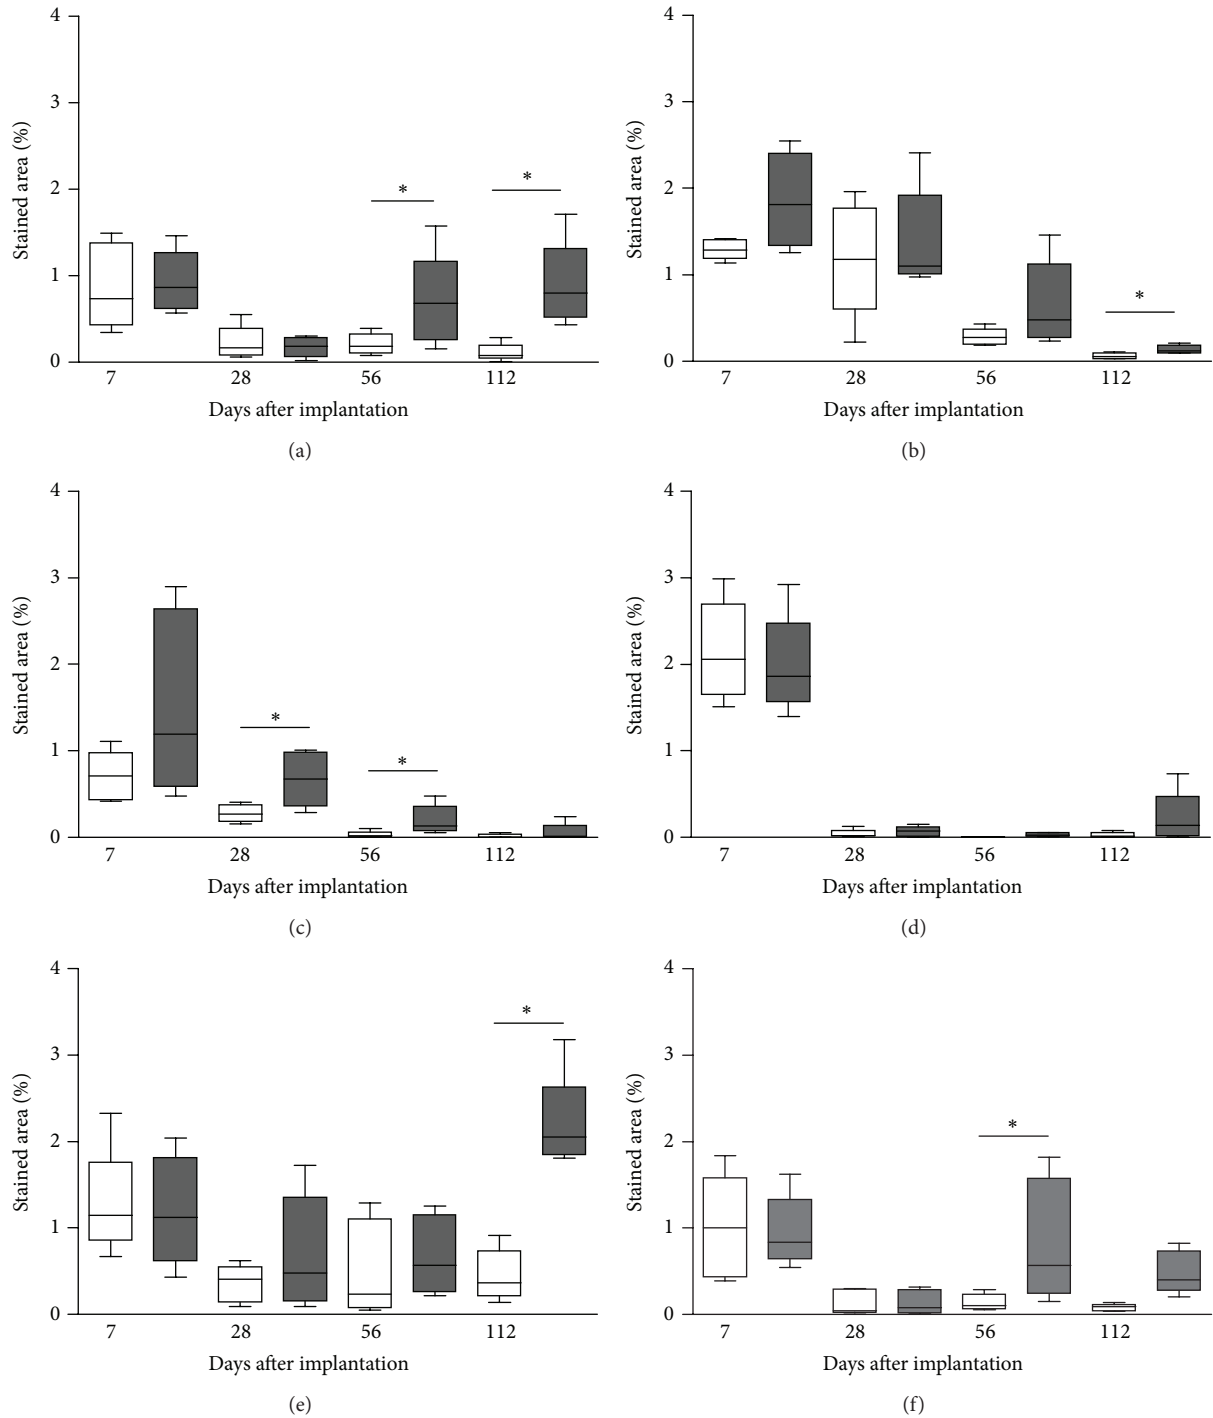 4
3
2
1
0
Stained area (%)
* *
7 28 56 112
Days after implantation
(a)
4
3
2
1
0
Stained area (%)
*
7 28 56 112
Days after implantation
(b)
4
3
2
1
0
Stained area (%)
* *
7 28 56 112
Days after implantation
(c)
4
3
2
1
0
Stained area (%)
7 28 56 112
Days after implantation
(d)
4
3
2
1
0
Stained area (%)
*
7 28 56 112
Days after implantation
(e)
4
3
2
1
0
Stained area (%)
*
7 28 56 112
Days after implantation
(f)